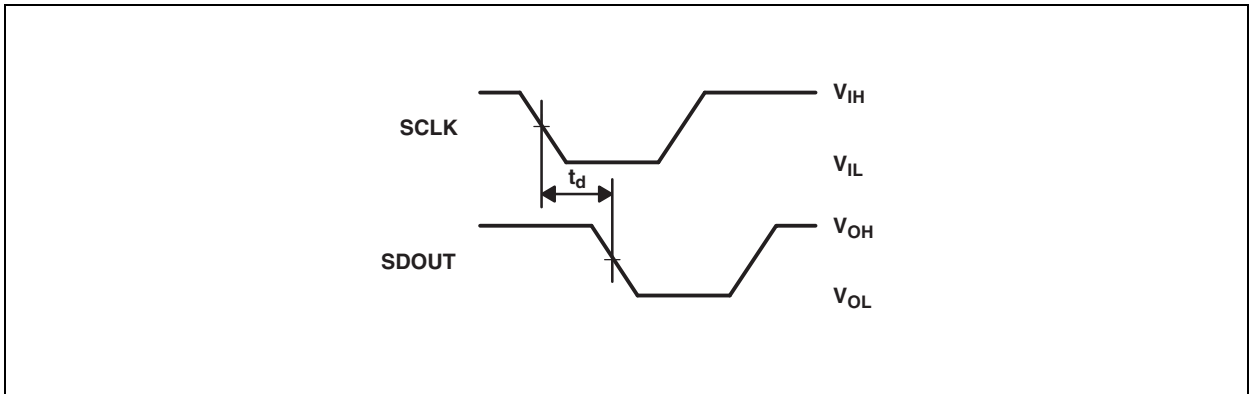 SCLK
V_IH
V_IL
t_d
SDOUT
V_OH
V_OL